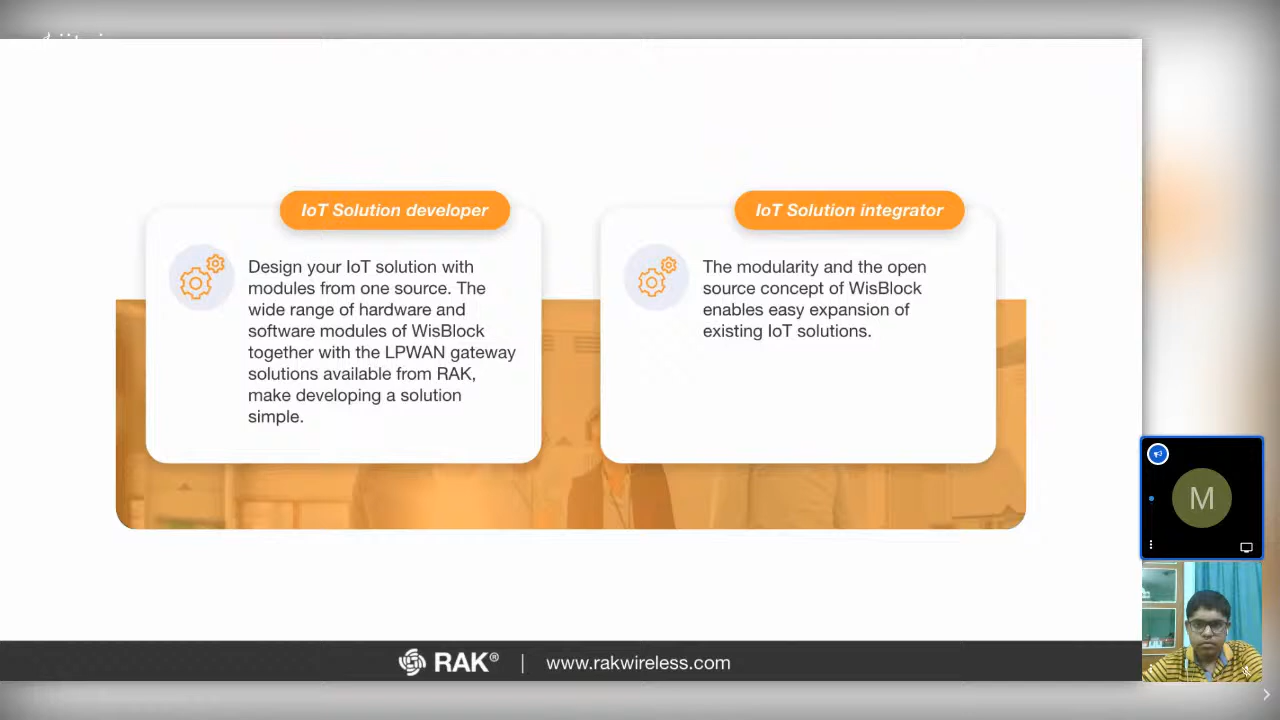 IoT Solution developer
Design your IoT solution with
modules from one source. The
wide range of hardware and
software modules of WisBlock
together with the LPWAN gateway
solutions available from RAK,
make developing a solution
simple.
IoT Solution integrator
The modularity and the open
source concept of WisBlock
enables easy expansion of
existing IoT solutions.
M
RAK® | www.rakwireless.com